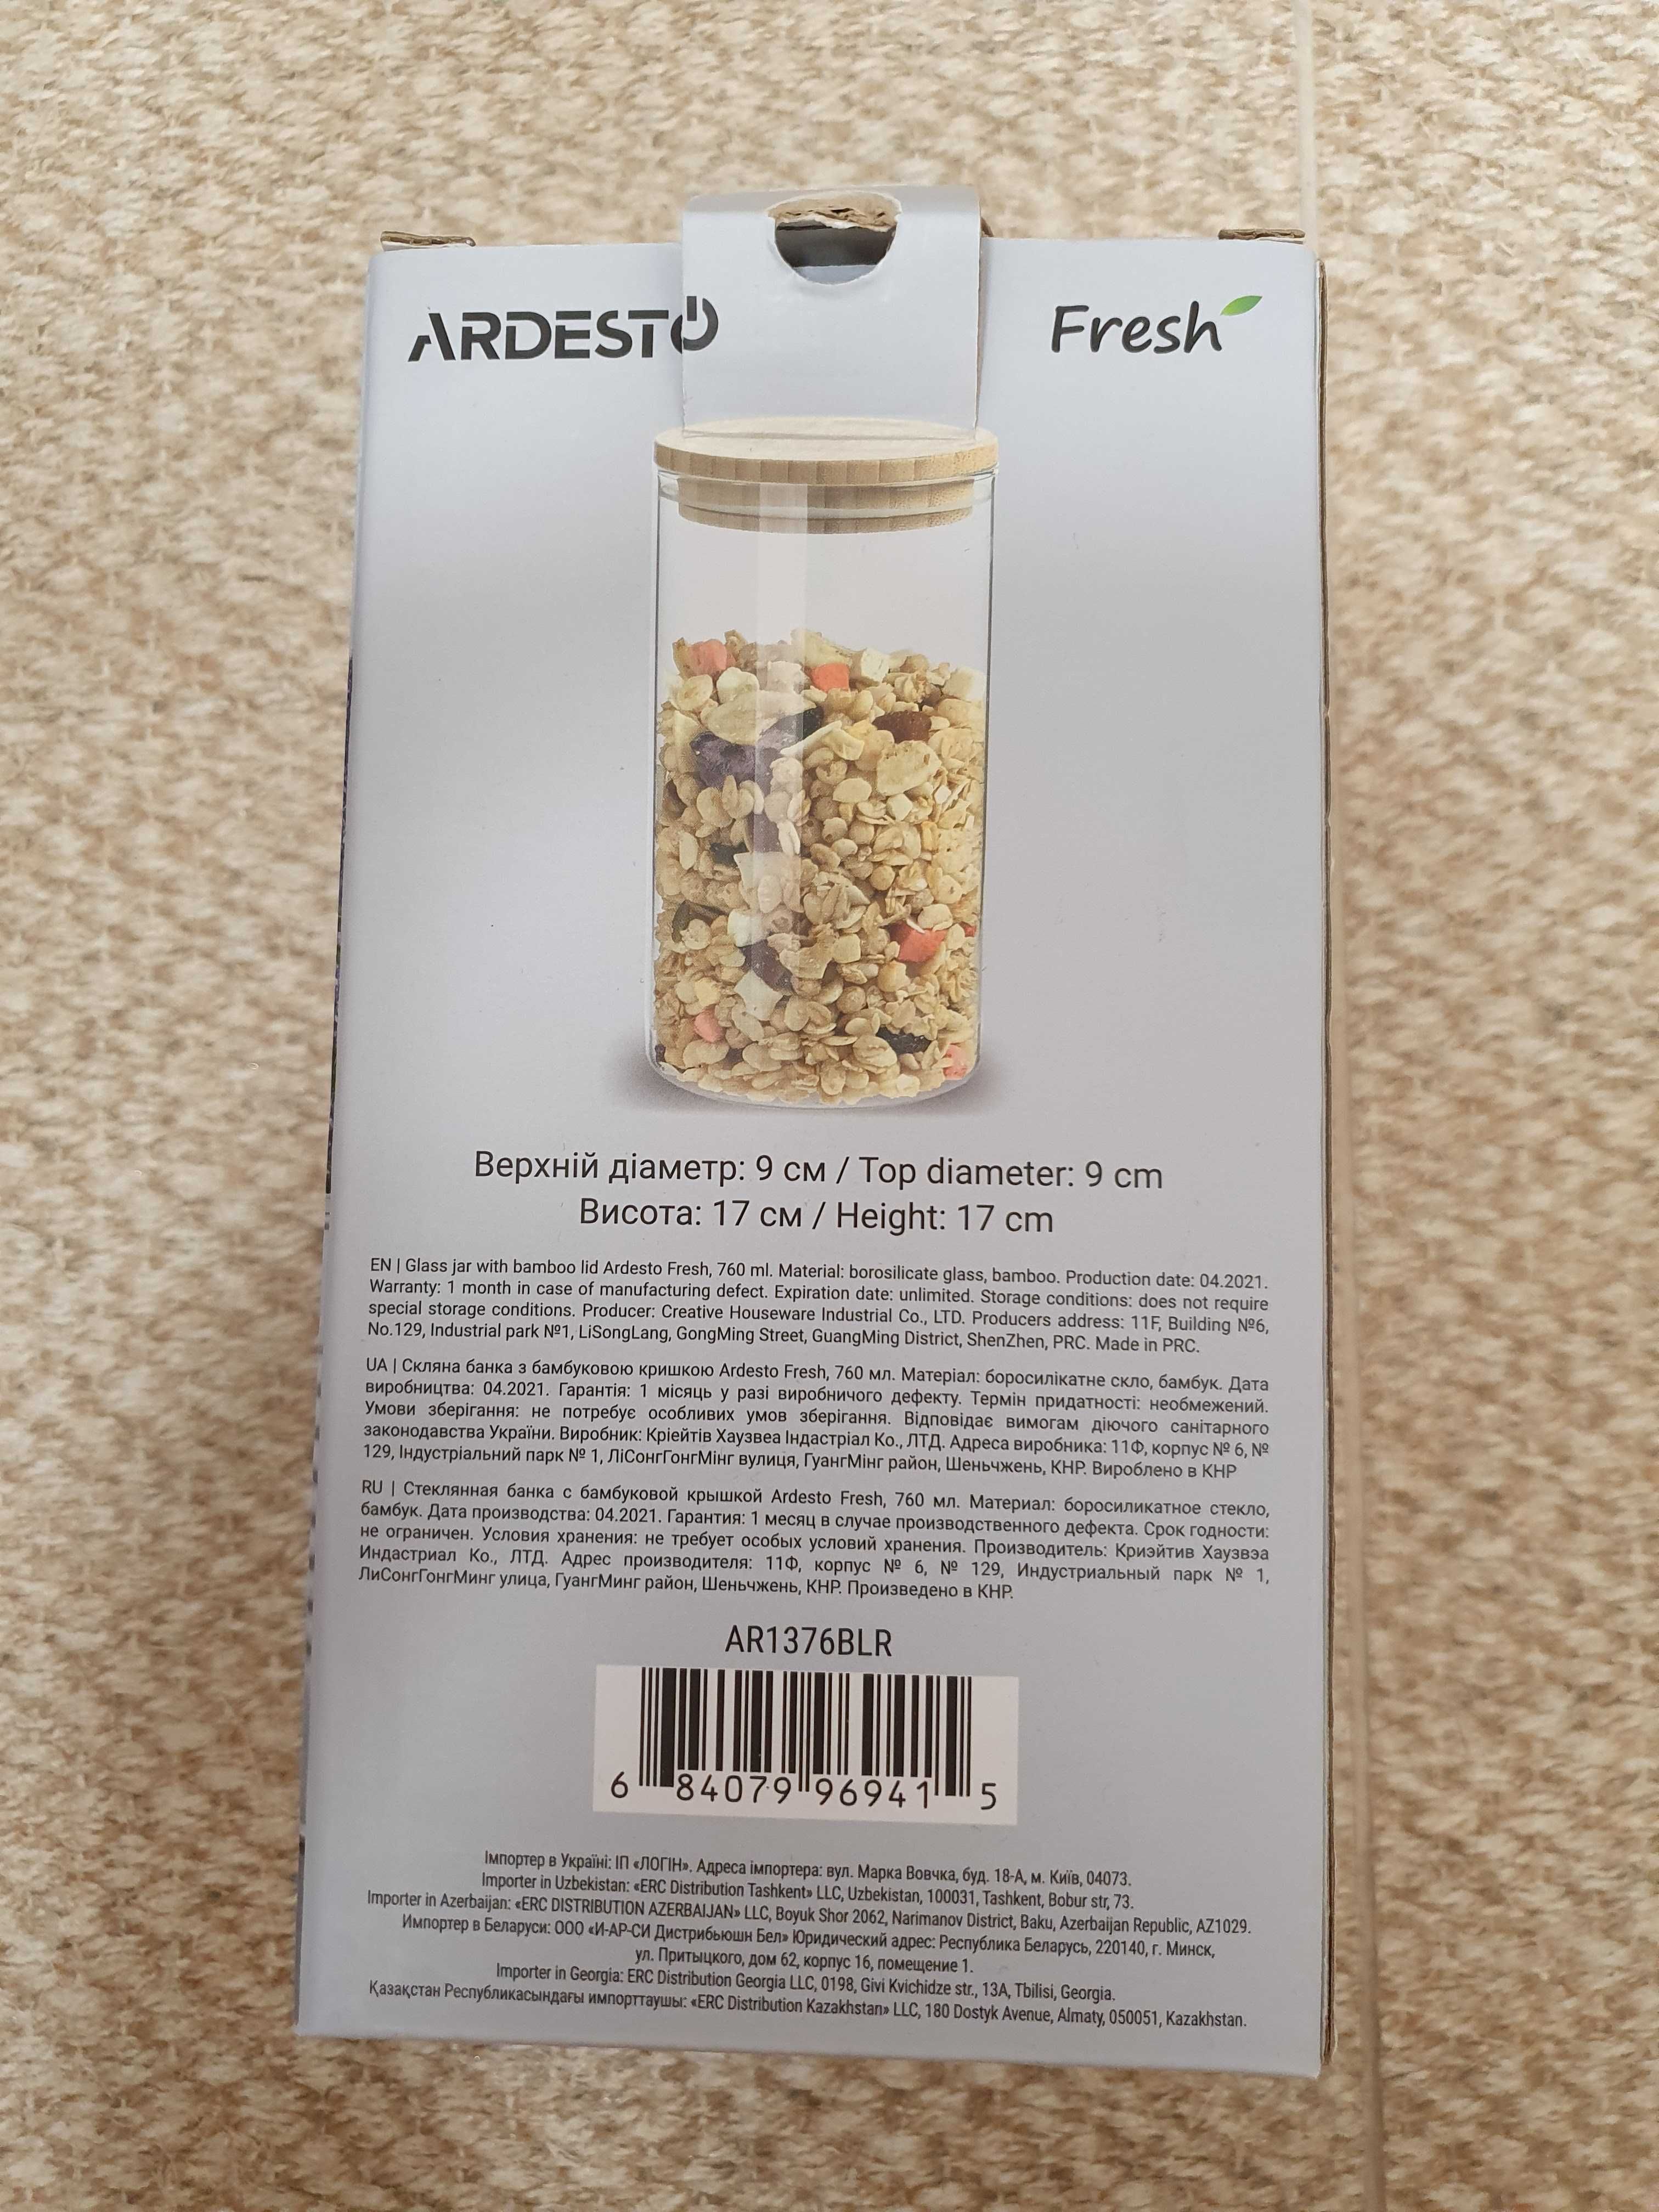 ARDESTO
Fresh
Верхній діаметр: 9 см / Top diameter: 9 cm
Висота: 17 см / Height: 17 cm
EN | Glass jar with bamboo lid Ardesto Fresh, 760 ml. Material: borosilicate glass, bamboo. Production date: 04.2021.
Warranty: 1 month in case of manufacturing defect. Expiration date: unlimited. Storage conditions: does not require
special storage conditions. Producer: Creative Houseware Industrial Co., LTD. Producers address: 11F, Building №6,
No.129, Industrial park №1, LiSongLang, GongMing Street, GuangMing District, ShenZhen, PRC. Made in PRC.
UA | Скляна банка з бамбуковою кришкою Ardesto Fresh, 760 мл. Матеріал: боросилікатне скло, бамбук. Дата
виробництва: 04.2021. Гарантія: 1 місяць у разі виробничого дефекту. Термін придатності: необмежений.
Умови зберігання: не потребує особливих умов зберігання. Відповідає вимогам діючого санітарного
законодавства України. Виробник: Кріейтів Хаузвеа Індастріал Ко., ЛТД. Адреса виробника: 11Ф, корпус № 6, №
129, Індустріальний парк № 1, ЛіСонгГонгМінг вулиця, ГуангМінг район, Шеньчжень, КНР. Вироблено в КНР
RU | Стеклянная банка с бамбуковой крышкой Ardesto Fresh, 760 мл. Материал: боросиликатное стекло,
бамбук. Дата производства: 04.2021. Гарантия: 1 месяц в случае производственного дефекта. Срок годности:
не ограничен. Условия хранения: не требует особых условий хранения. Производитель: Криэйтив Хаузвэа
Индастриал Ко., ЛТД. Адрес производителя: 11Ф, корпус № 6, № 129, Индустриальный парк № 1,
ЛиСонгГонгМинг улица, ГуангМинг район, Шеньчжень, КНР. Произведено в КНР.
AR1376BLR
6 84079 96941 5
Імпортер в Україні: ІП «ЛОГІН». Адреса імпортера: вул. Марка Вовчка, буд. 18-А, м. Київ, 04073.
Importer in Uzbekistan: «ERC Distribution Tashkent» LLC, Uzbekistan, 100031, Tashkent, Bobur str, 73.
Importer in Azerbaijan: «ERC DISTRIBUTION AZERBAIJAN» LLC, Boyuk Shor 2062, Narimanov District, Baku, Azerbaijan Republic, AZ1029.
Импортер в Беларуси: ООО «И-АР-СИ Дистрибьюшн Бел» Юридический адрес: Республика Беларусь, 220140, г. Минск,
ул. Притыцкого, дом 62, корпус 16, помещение 1.
Importer in Georgia: ERC Distribution Georgia LLC, 0198, Givi Kvichidze str., 13A, Tbilisi, Georgia.
Қазақстан Республикасындағы импорттаушы: «ERC Distribution Kazakhstan» LLC, 180 Dostyk Avenue, Almaty, 050051, Kazakhstan.